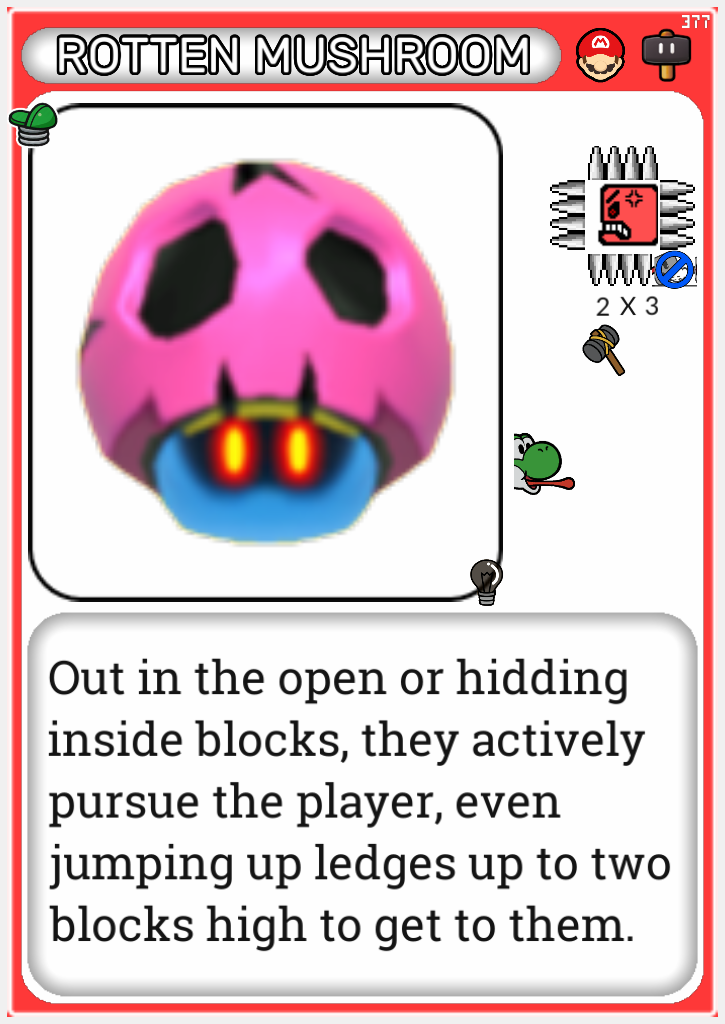 377
ROTTEN MUSHROOM
2 X 3
Out in the open or hidding
inside blocks, they actively
pursue the player, even
jumping up ledges up to two
blocks high to get to them.